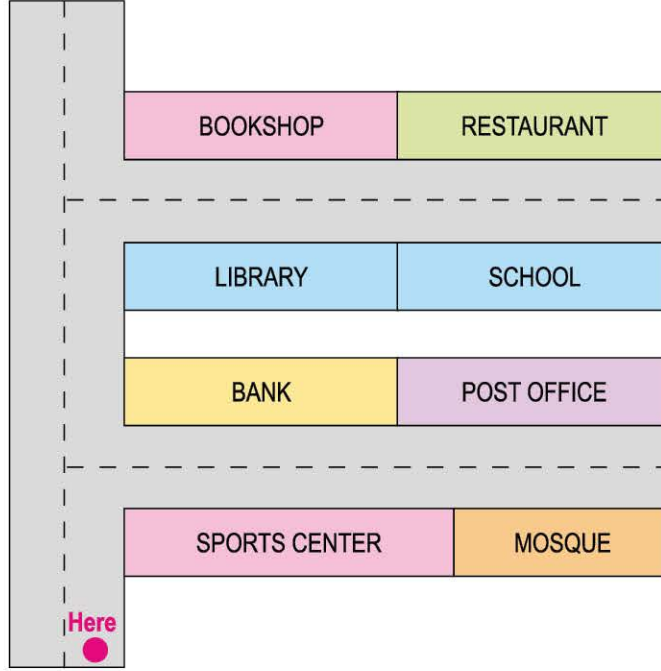 BOOKSHOP RESTAURANT
LIBRARY SCHOOL
BANK POST OFFICE
SPORTS CENTER MOSQUE
Here